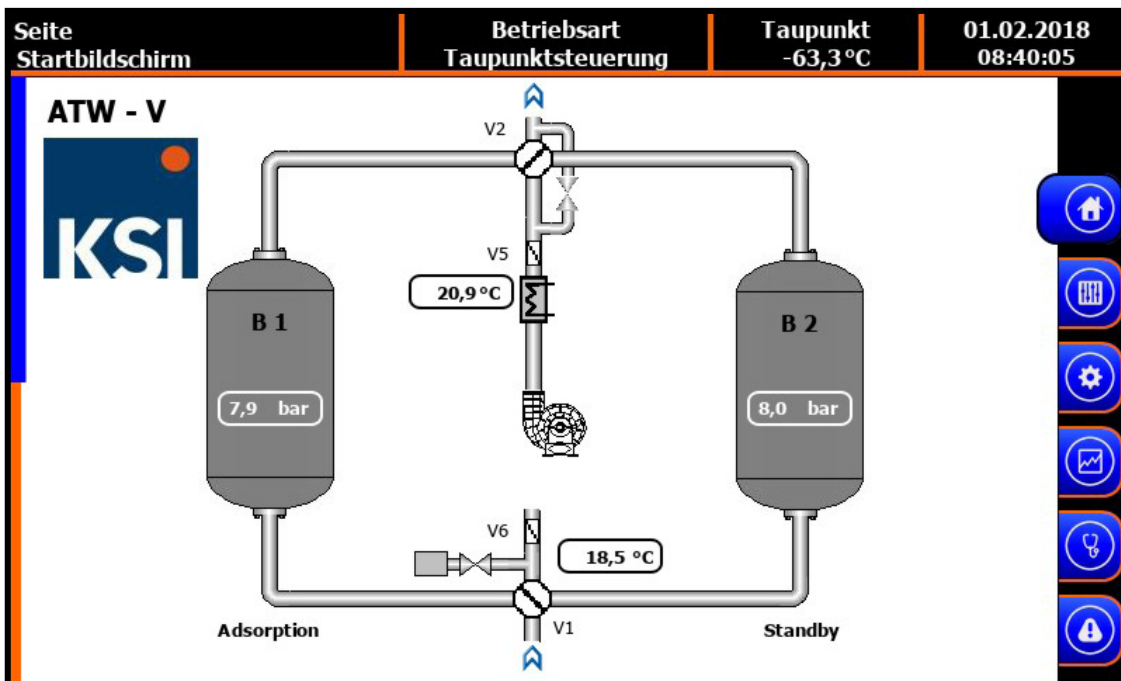 Seite
Startbildschirm
Betriebsart
Taupunktsteuerung
Taupunkt
-63,3°C
01.02.2018
08:40:05
ATW - V
KSI
V2
V5
20,9°C
B 1
B 2
7,9 bar
8,0 bar
V6
18,5 °C
V1
Adsorption
Standby